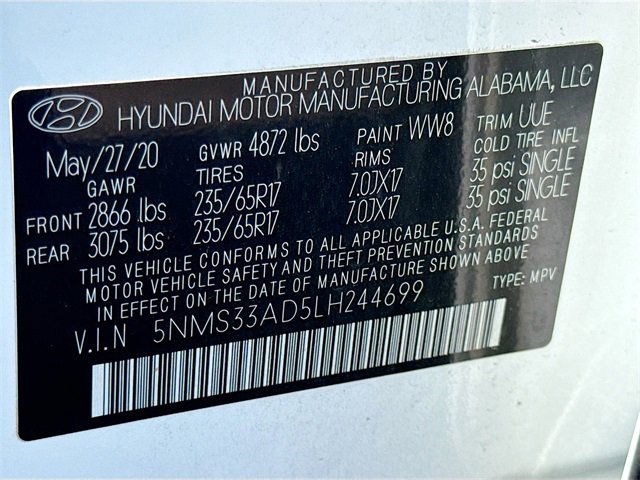 MANUFACTURED BY
HYUNDAI MOTOR MANUFACTURING ALABAMA, LLC
May/27/20 GVWR 4872 lbs PAINT WW8 TRIM UUE
GAWR TIRES RIMS COLD TIRE INFL
FRONT 2866 lbs 235/65R17 7.0JX17 35 psi SINGLE
REAR 3075 lbs 235/65R17 7.0JX17 35 psi SINGLE
THIS VEHICLE CONFORMS TO ALL APPLICABLE U.S.A. FEDERAL
MOTOR VEHICLE SAFETY AND THEFT PREVENTION STANDARDS
IN EFFECT ON THE DATE OF MANUFACTURE SHOWN ABOVE.
V.I.N 5NMS33AD5LH244699 TYPE: MPV